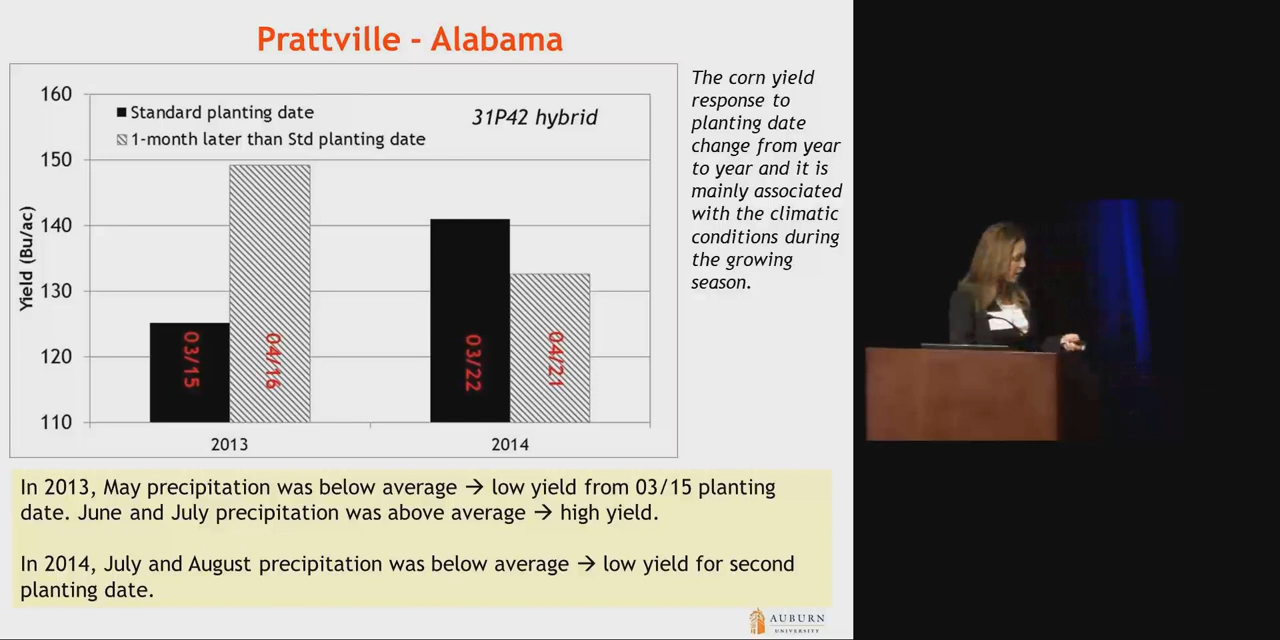 Prattville - Alabama
160
150
140
130
120
110
Yield (Bu/ac)
Standard planting date
1-month later than Std planting date
31P42 hybrid
03/15
04/16
03/22
04/21
2013
2014
The corn yield
response to
planting date
change from year
to year and it is
mainly associated
with the climatic
conditions during
the growing
season.
In 2013, May precipitation was below average → low yield from 03/15 planting
date. June and July precipitation was above average → high yield.
In 2014, July and August precipitation was below average → low yield for second
planting date.
AUBURN
UNIVERSITY